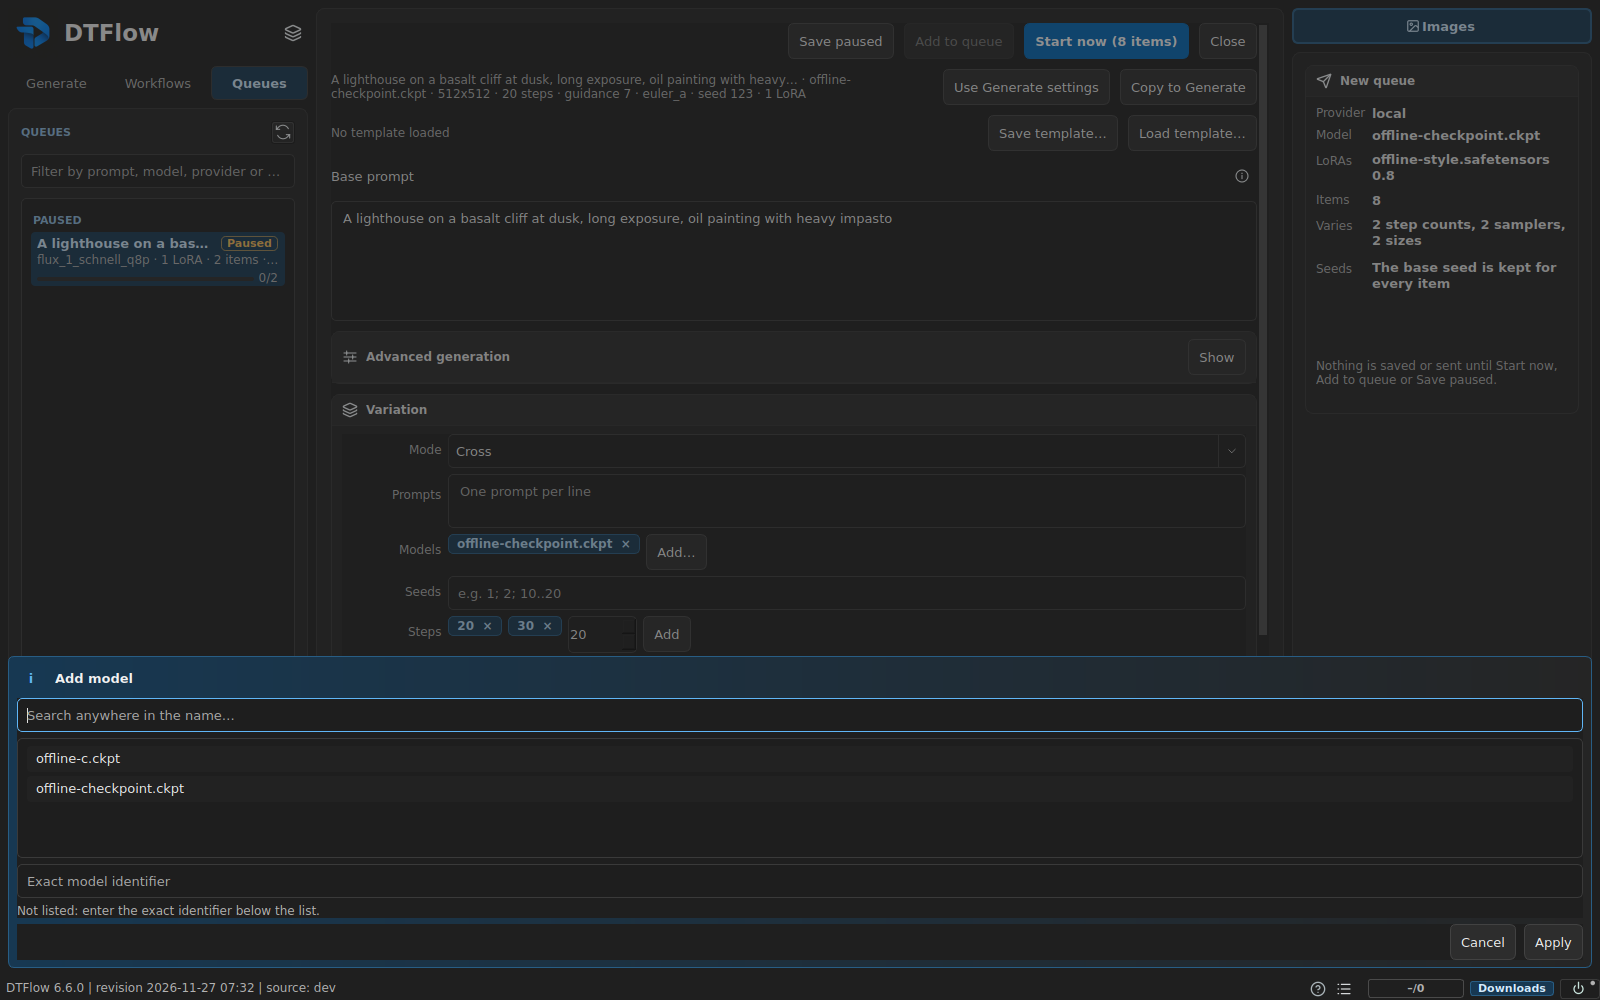 DTFlow
Generate
Workflows
Queues
QUEUES
Filter by prompt, model, provider or ...
PAUSED
A lighthouse on a bas...
Paused
flux_1_schnell_q8p · 1 LoRA · 2 items ·...
0/2
Save paused
Add to queue
Start now (8 items)
Close
A lighthouse on a basalt cliff at dusk, long exposure, oil painting with heavy... · offline-
checkpoint.ckpt · 512x512 · 20 steps · guidance 7 · euler_a · seed 123 · 1 LoRA
Use Generate settings
Copy to Generate
No template loaded
Save template...
Load template...
Base prompt
A lighthouse on a basalt cliff at dusk, long exposure, oil painting with heavy impasto
Advanced generation
Show
Variation
Mode
Cross
Prompts
One prompt per line
Models
offline-checkpoint.ckpt ×
Add...
Seeds
e.g. 1; 2; 10..20
Steps
20 ×
30 ×
20
Add
Images
New queue
Provider local
Model offline-checkpoint.ckpt
LoRAs offline-style.safetensors
0.8
Items 8
Varies 2 step counts, 2 samplers,
2 sizes
Seeds The base seed is kept for
every item
Nothing is saved or sent until Start now,
Add to queue or Save paused.
i Add model
Search anywhere in the name...
offline-c.ckpt
offline-checkpoint.ckpt
Exact model identifier
Not listed: enter the exact identifier below the list.
Cancel
Apply
DTFlow 6.6.0 | revision 2026-11-27 07:32 | source: dev
–/0
Downloads